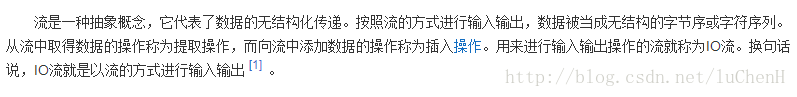 流是一种抽象概念，它代表了数据的无结构化传递。按照流的方式进行输入输出，数据被当成无结构的字节序或字符序列。
从流中取得数据的操作称为提取操作，而向流中添加数据的操作称为插入操作。用来进行输入输出操作的流就称为IO流。换句话
说，IO流就是以流的方式进行输入输出 [1] 。
http://blog.csdn.net/luChenH